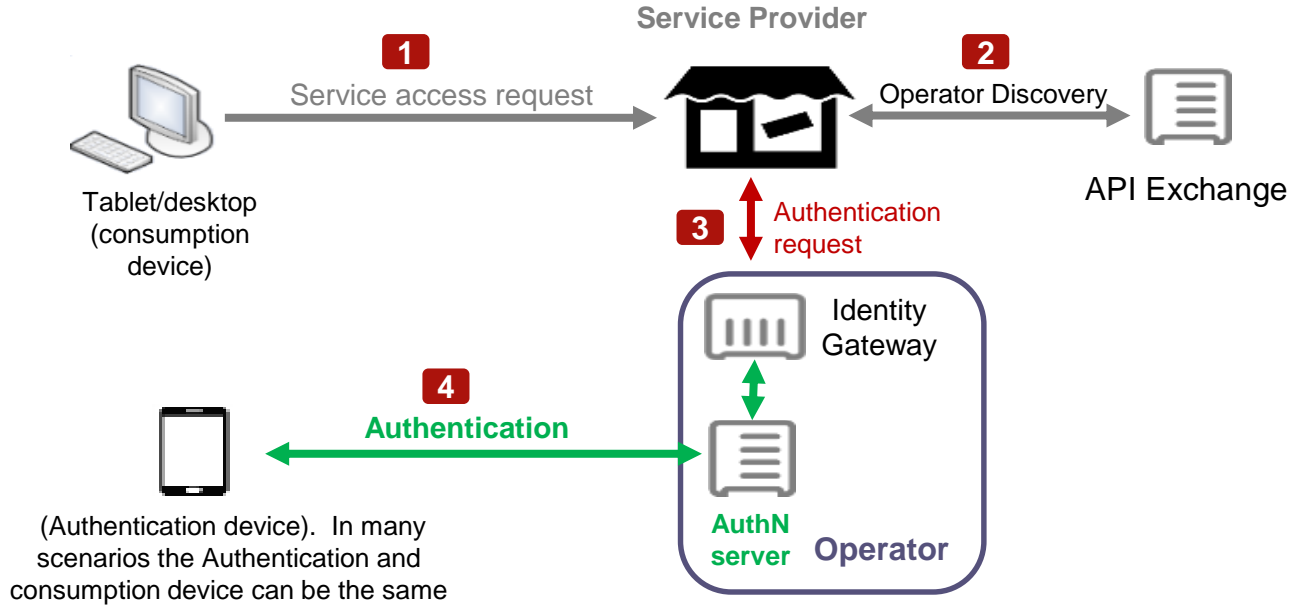 Service Provider
1
2
Service access request
Operator Discovery
API Exchange
Tablet/desktop
(consumption
device)
3
Authentication
request
Identity
Gateway
4
Authentication
AuthN
server
Operator
(Authentication device).  In many
scenarios the Authentication and
consumption device can be the same